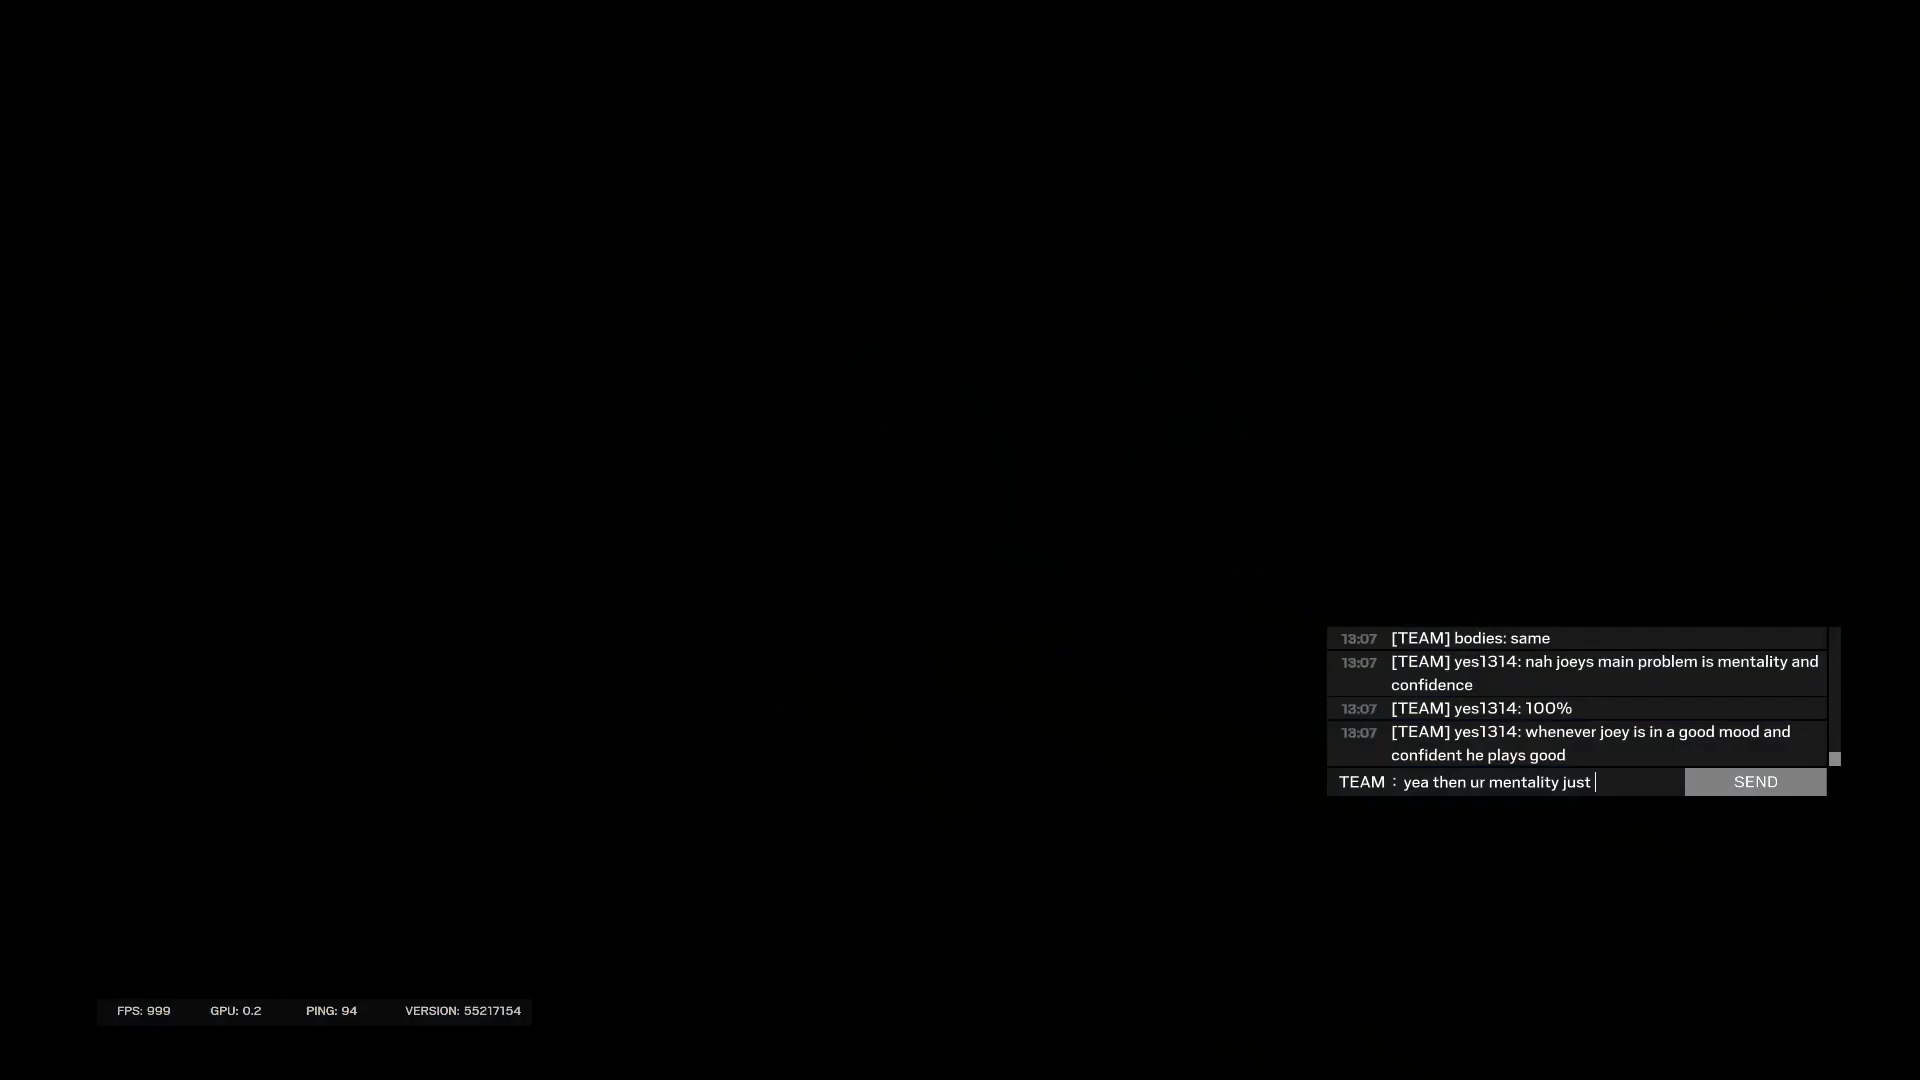 13:07 [TEAM] bodies: same
13:07 [TEAM] yes1314: nah joeys main problem is mentality and
confidence
13:07 [TEAM] yes1314: 100%
13:07 [TEAM] yes1314: whenever joey is in a good mood and
confident he plays good
TEAM : yea then ur mentality just SEND
FPS: 999 GPU: 0.2 PING: 94 VERSION: 55217154